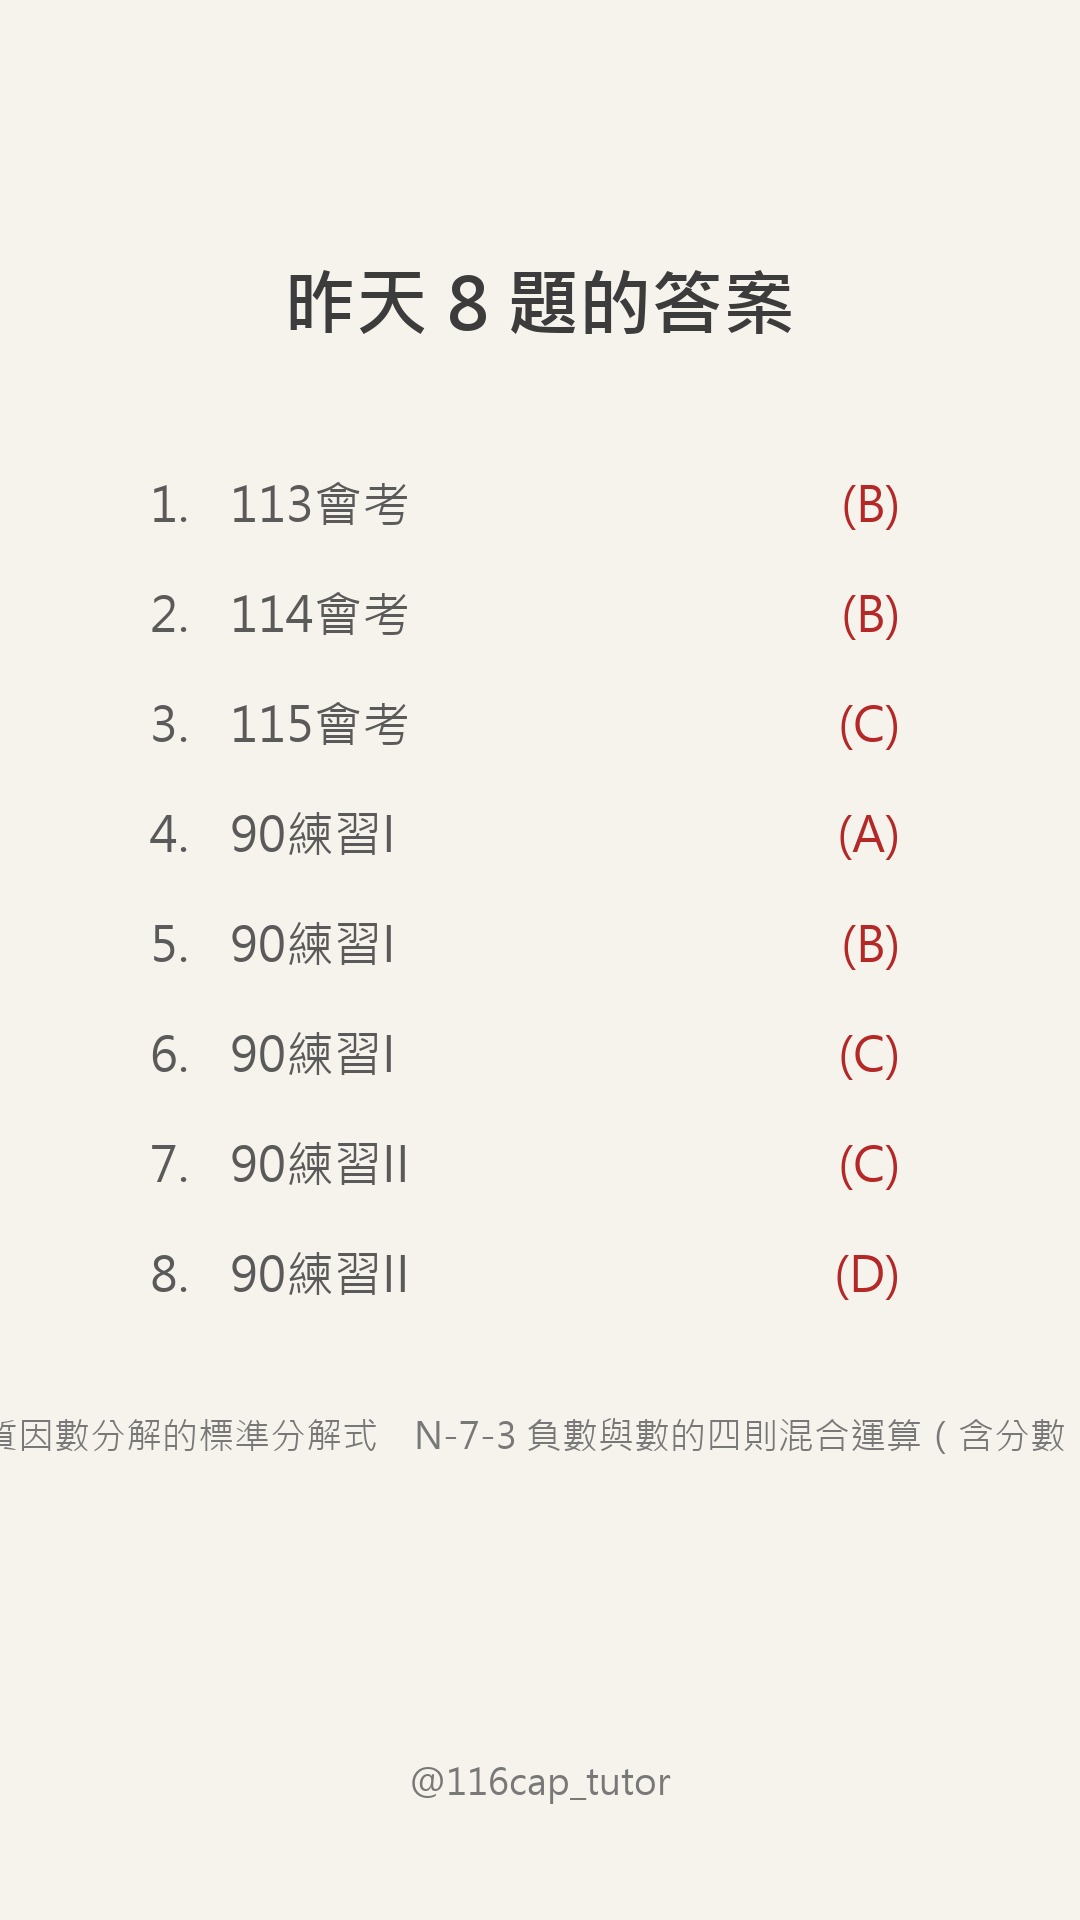 昨天 8 題的答案
1. 113會考 (B)
2. 114會考 (B)
3. 115會考 (C)
4. 90練習I (A)
5. 90練習I (B)
6. 90練習I (C)
7. 90練習II (C)
8. 90練習II (D)
質因數分解的標準分解式 N-7-3 負數與數的四則混合運算（含分數
@116cap_tutor